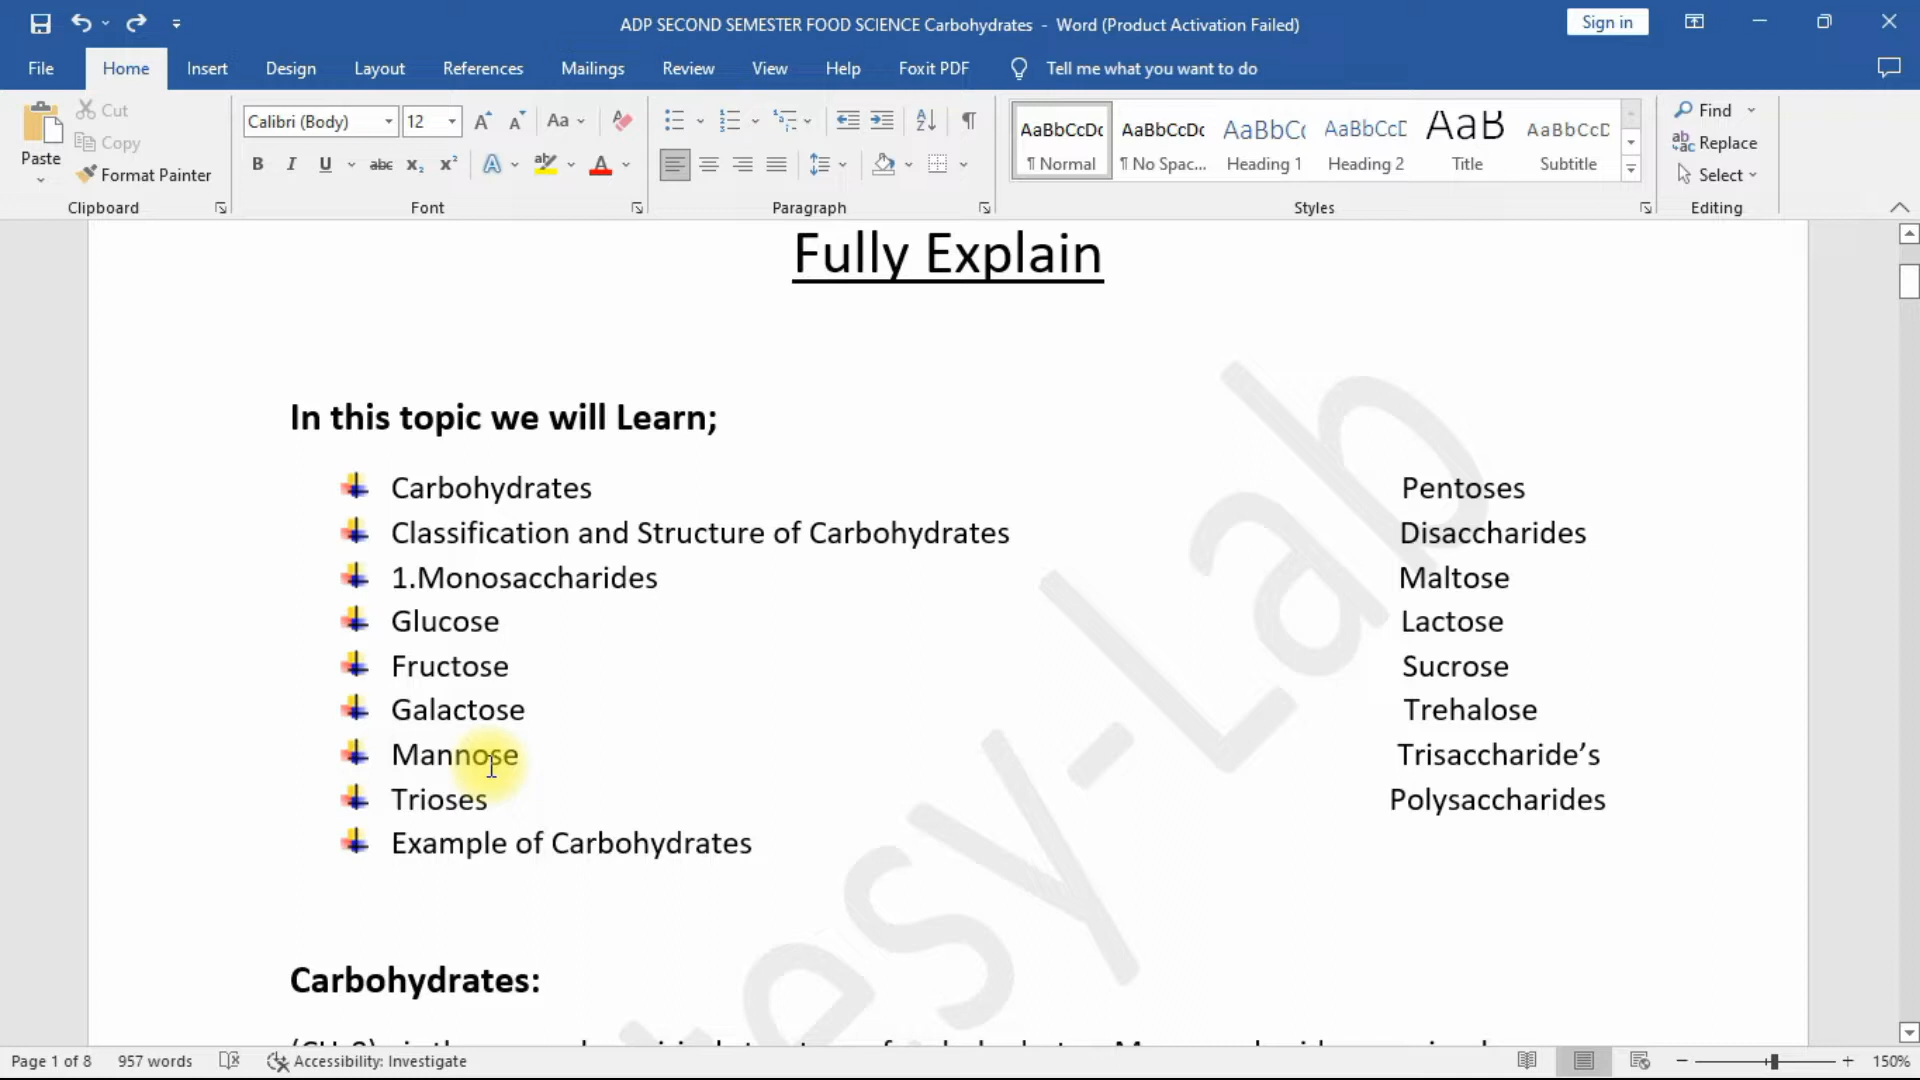 ADP SECOND SEMESTER FOOD SCIENCE Carbohydrates - Word (Product Activation Failed)
Sign in
File Home Insert Design Layout References Mailings Review View Help Foxit PDF Tell me what you want to do
Paste
Cut
Copy
Format Painter
Clipboard
Calibri (Body) 12
Font
Paragraph
AaBbCcDc AaBbCcDc AaBbCc AaBbCcD AaB AaBbCcD
¶ Normal ¶ No Spac... Heading 1 Heading 2 Title Subtitle
Styles
Find
Replace
Select
Editing
Fully Explain
In this topic we will Learn;
Carbohydrates Pentoses
Classification and Structure of Carbohydrates Disaccharides
1.Monosaccharides Maltose
Glucose Lactose
Fructose Sucrose
Galactose Trehalose
Mannose Trisaccharide’s
Trioses Polysaccharides
Example of Carbohydrates
Carbohydrates:
esy-Lab
Page 1 of 8 957 words Accessibility: Investigate 150%